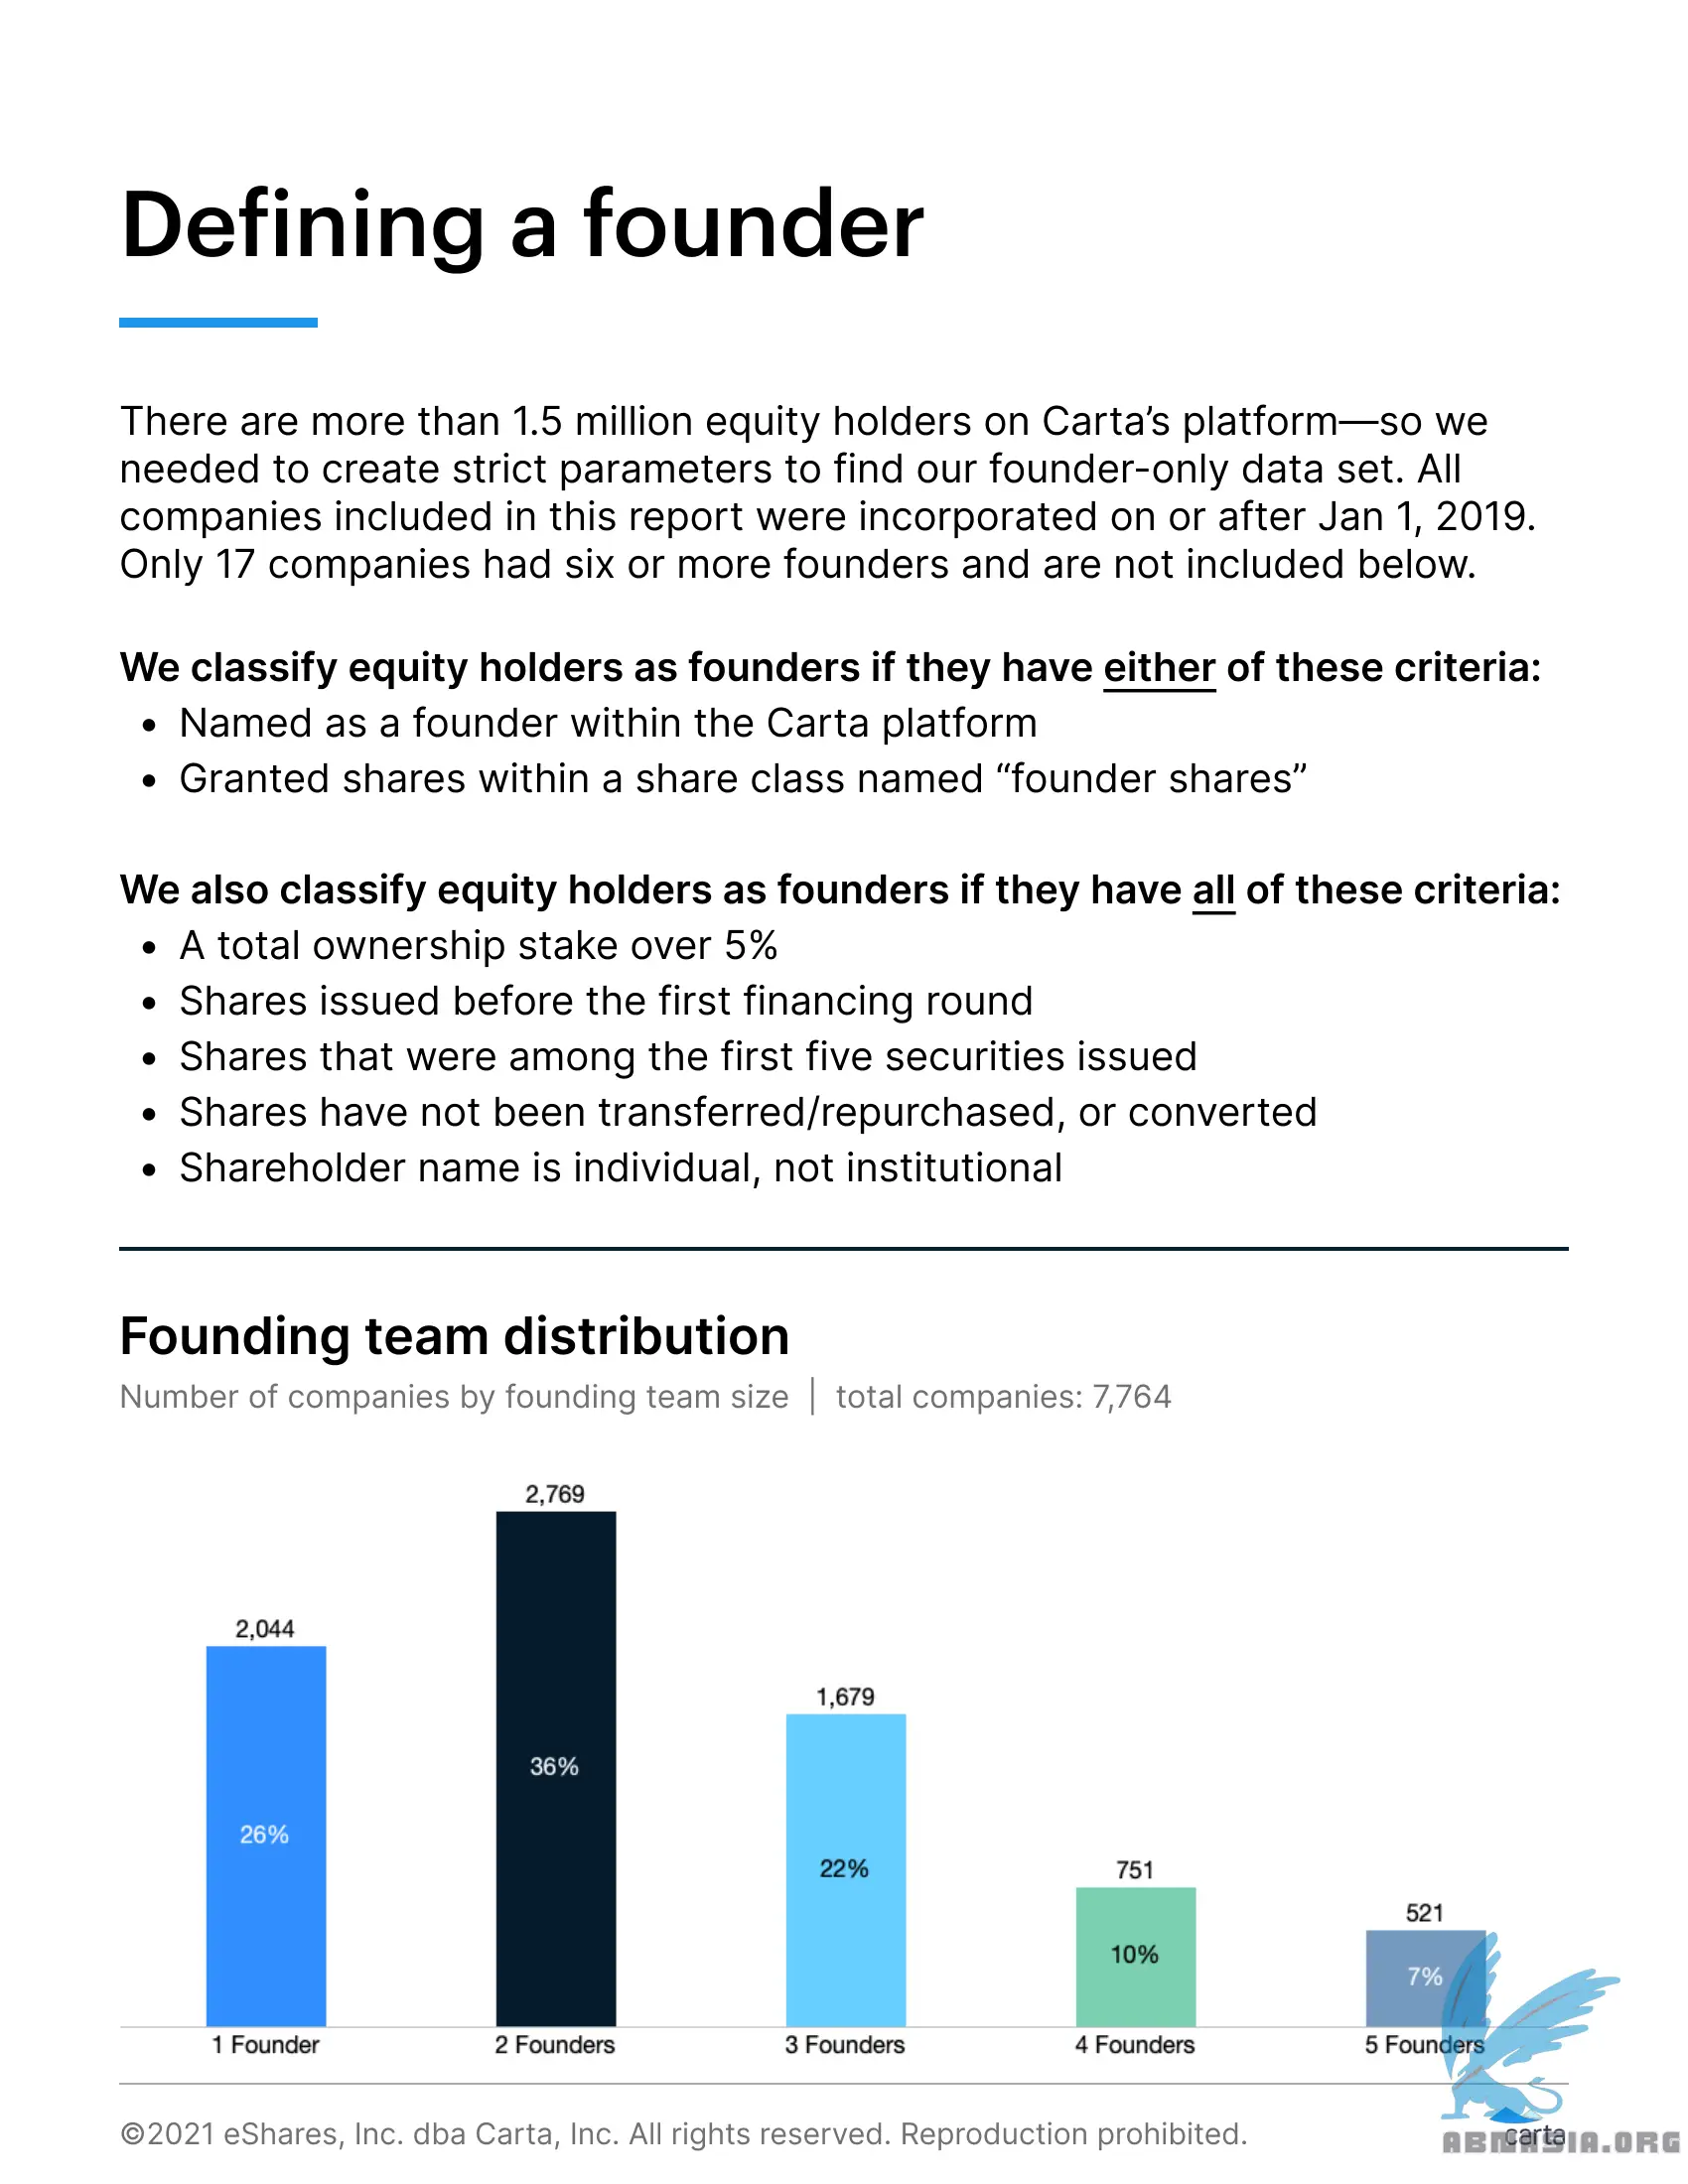 Defining a founder
There are more than 1.5 million equity holders on Carta’s platform—so we
needed to create strict parameters to find our founder-only data set. All
companies included in this report were incorporated on or after Jan 1, 2019.
Only 17 companies had six or more founders and are not included below.
We classify equity holders as founders if they have either of these criteria:
• Named as a founder within the Carta platform
• Granted shares within a share class named “founder shares”
We also classify equity holders as founders if they have all of these criteria:
• A total ownership stake over 5%
• Shares issued before the first financing round
• Shares that were among the first five securities issued
• Shares have not been transferred/repurchased, or converted
• Shareholder name is individual, not institutional
Founding team distribution
Number of companies by founding team size | total companies: 7,764
2,769
2,044
1,679
36%
26%
22%
751
521
10%
7%
1 Founder 2 Founders 3 Founders 4 Founders 5 Founders
©2021 eShares, Inc. dba Carta, Inc. All rights reserved. Reproduction prohibited.
carta
ABMASIA.ORG